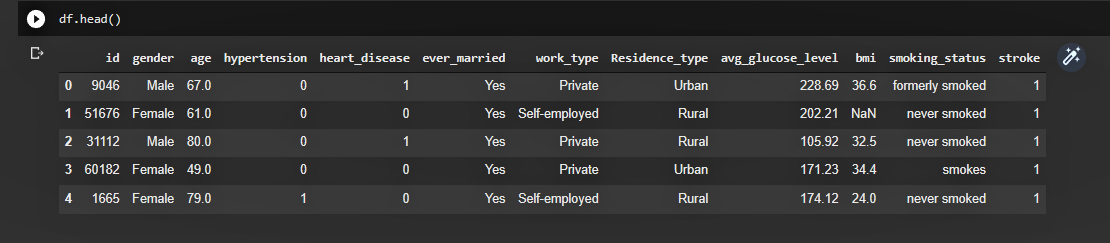 df.head()
id gender age hypertension heart_disease ever_married work_type Residence_type avg_glucose_level bmi smoking_status stroke
0 9046 Male 67.0 0 1 Yes Private Urban 228.69 36.6 formerly smoked 1
1 51676 Female 61.0 0 0 Yes Self-employed Rural 202.21 NaN never smoked 1
2 31112 Male 80.0 0 1 Yes Private Rural 105.92 32.5 never smoked 1
3 60182 Female 49.0 0 0 Yes Private Urban 171.23 34.4 smokes 1
4 1665 Female 79.0 1 0 Yes Self-employed Rural 174.12 24.0 never smoked 1